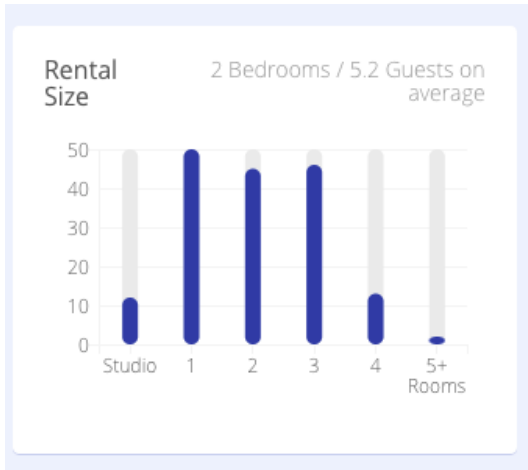 Rental
Size
2 Bedrooms / 5.2 Guests on
average
50
40
30
20
10
0
Studio 1 2 3 4 5+
Rooms